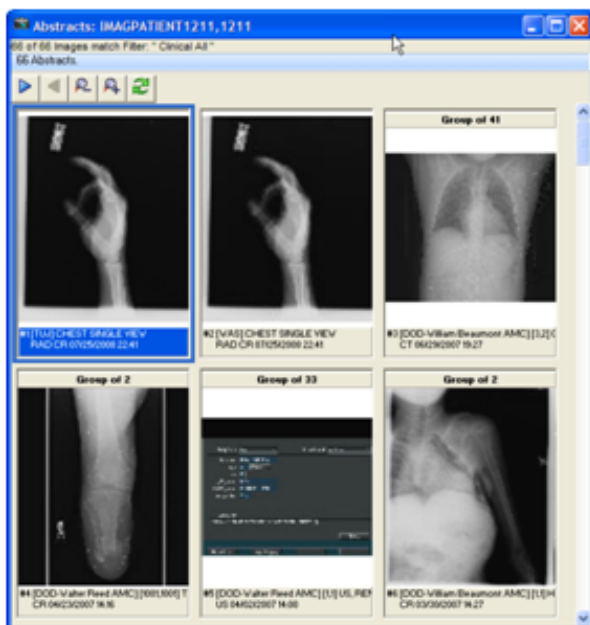 Abstracts: IMAGPATIENT1211,1211
66 of 66 Images match Filter: " Clinical All "
66 Abstracts.
Group of 41
#1 [TUJ] CHEST SINGLE VIEW
RAD CR 07/25/2008 22:41
#2 [WAS] CHEST SINGLE VIEW
RAD CR 07/25/2008 22:41
#3 [DOD-William Beaumont AMC] [3,2] C
CT 06/29/2007 19:27
Group of 2
Group of 33
Group of 2
#4 [DOD-Walter Reed AMC] T
CR 04/23/2007 14:16
#5 [DOD-Walter Reed AMC] [1,1] US, REN
US 04/02/2007 14:00
#6 [DOD-William Beaumont AMC] [1,1] H
CR 03/30/2007 14:27